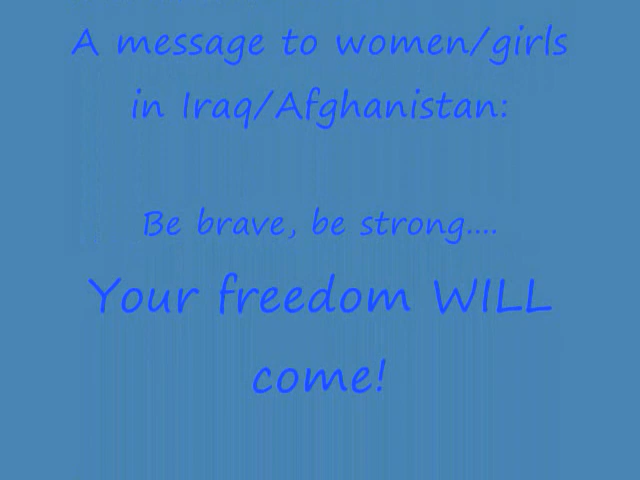 A message to women/girls
in Iraq/Afghanistan:
Be brave, be strong....
Your freedom WILL
come!